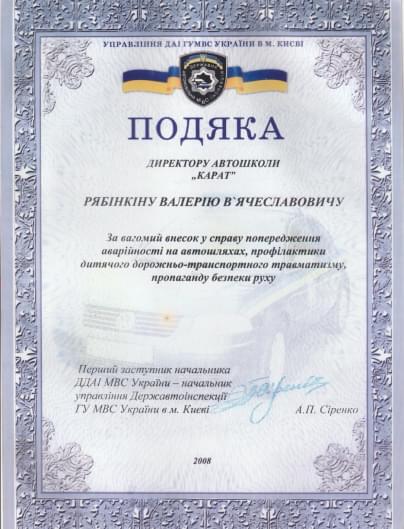 УПРАВЛІННЯ ДАІ ГУМВС УКРАЇНИ В М. КИЄВІ
ПОДЯКА
ДИРЕКТОРУ АВТОШКОЛИ
„КАРАТ"
РЯБІНКІНУ ВАЛЕРІЮ В`ЯЧЕСЛАВОВИЧУ
За вагомий внесок у справу попередження
аварійності на автошляхах, профілактики
дитячого дорожньо-транспортного травматизму,
пропаганду безпеки руху
Перший заступник начальника
ДДАІ МВС України – начальник
управління Державтоінспекції
ГУ МВС України в м. Києві
А.П. Сіренко
2008